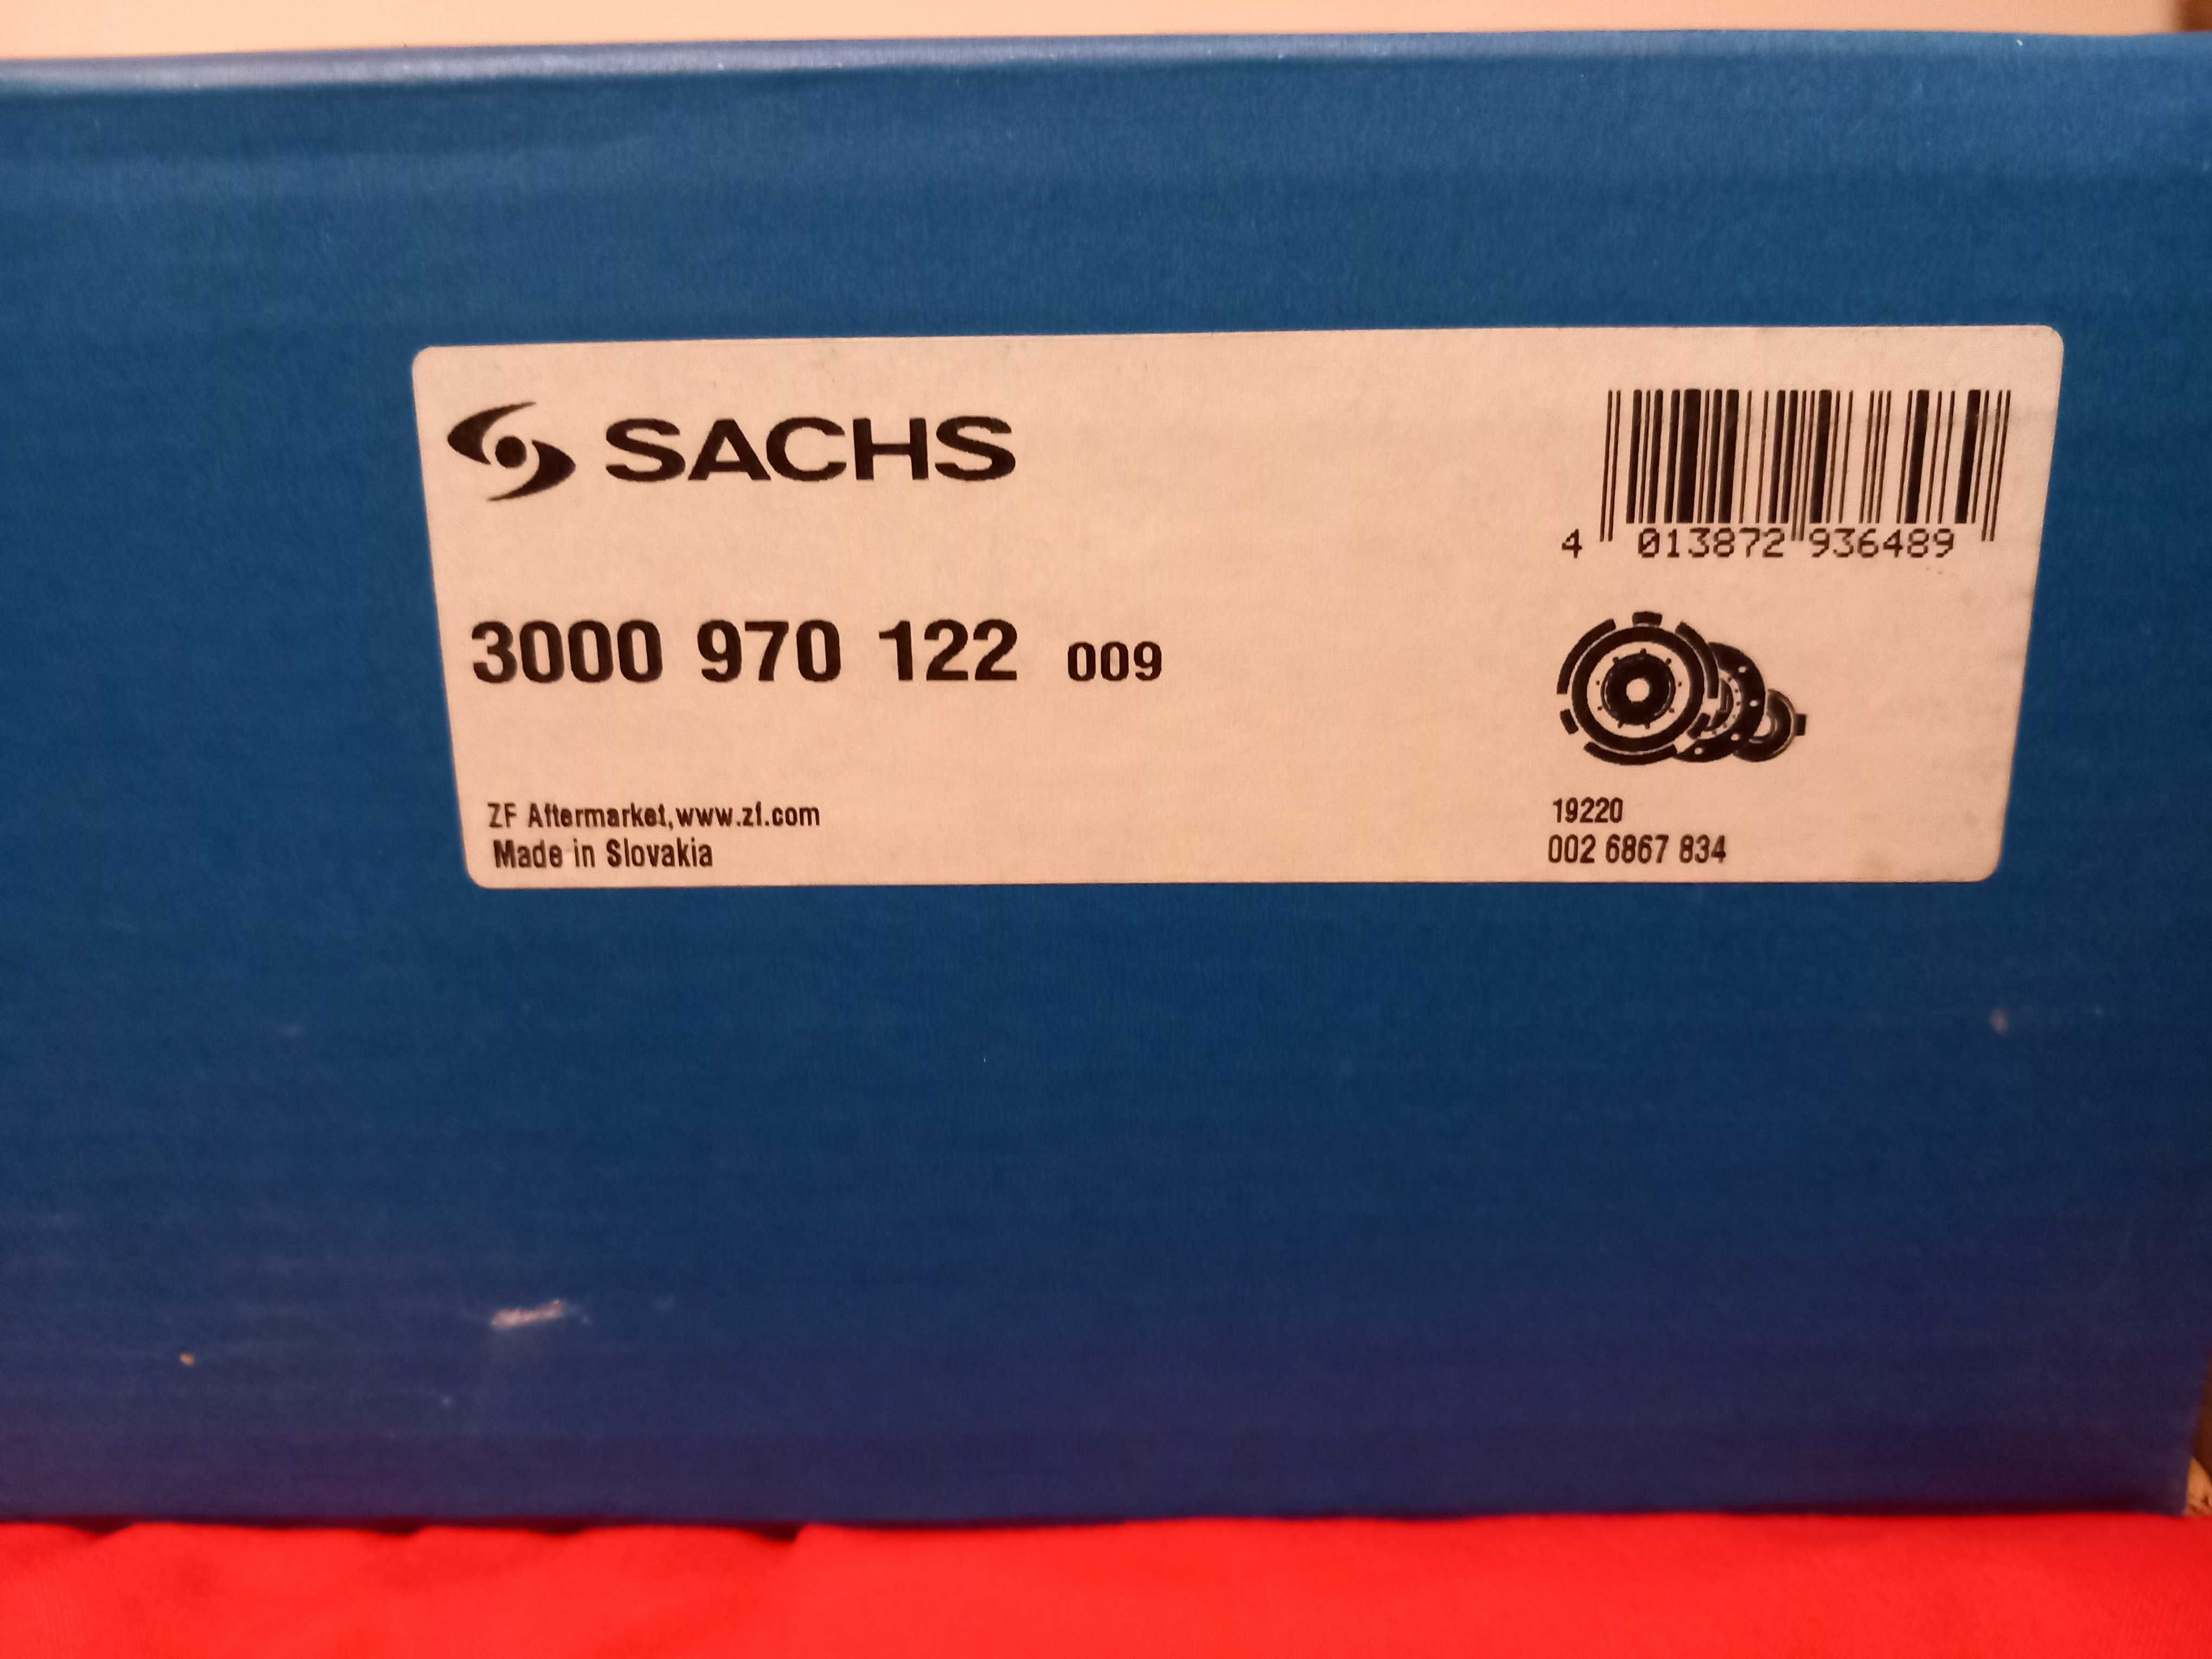 SACHS
4 013872 936489
3000 970 122 009
ZF Aftermarket, www.zf.com
Made in Slovakia
19220
002 6867 834